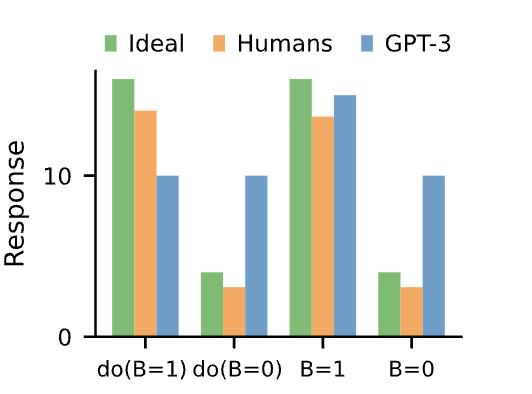 Ideal Humans GPT-3
Response
10
0
do(B=1) do(B=0) B=1 B=0